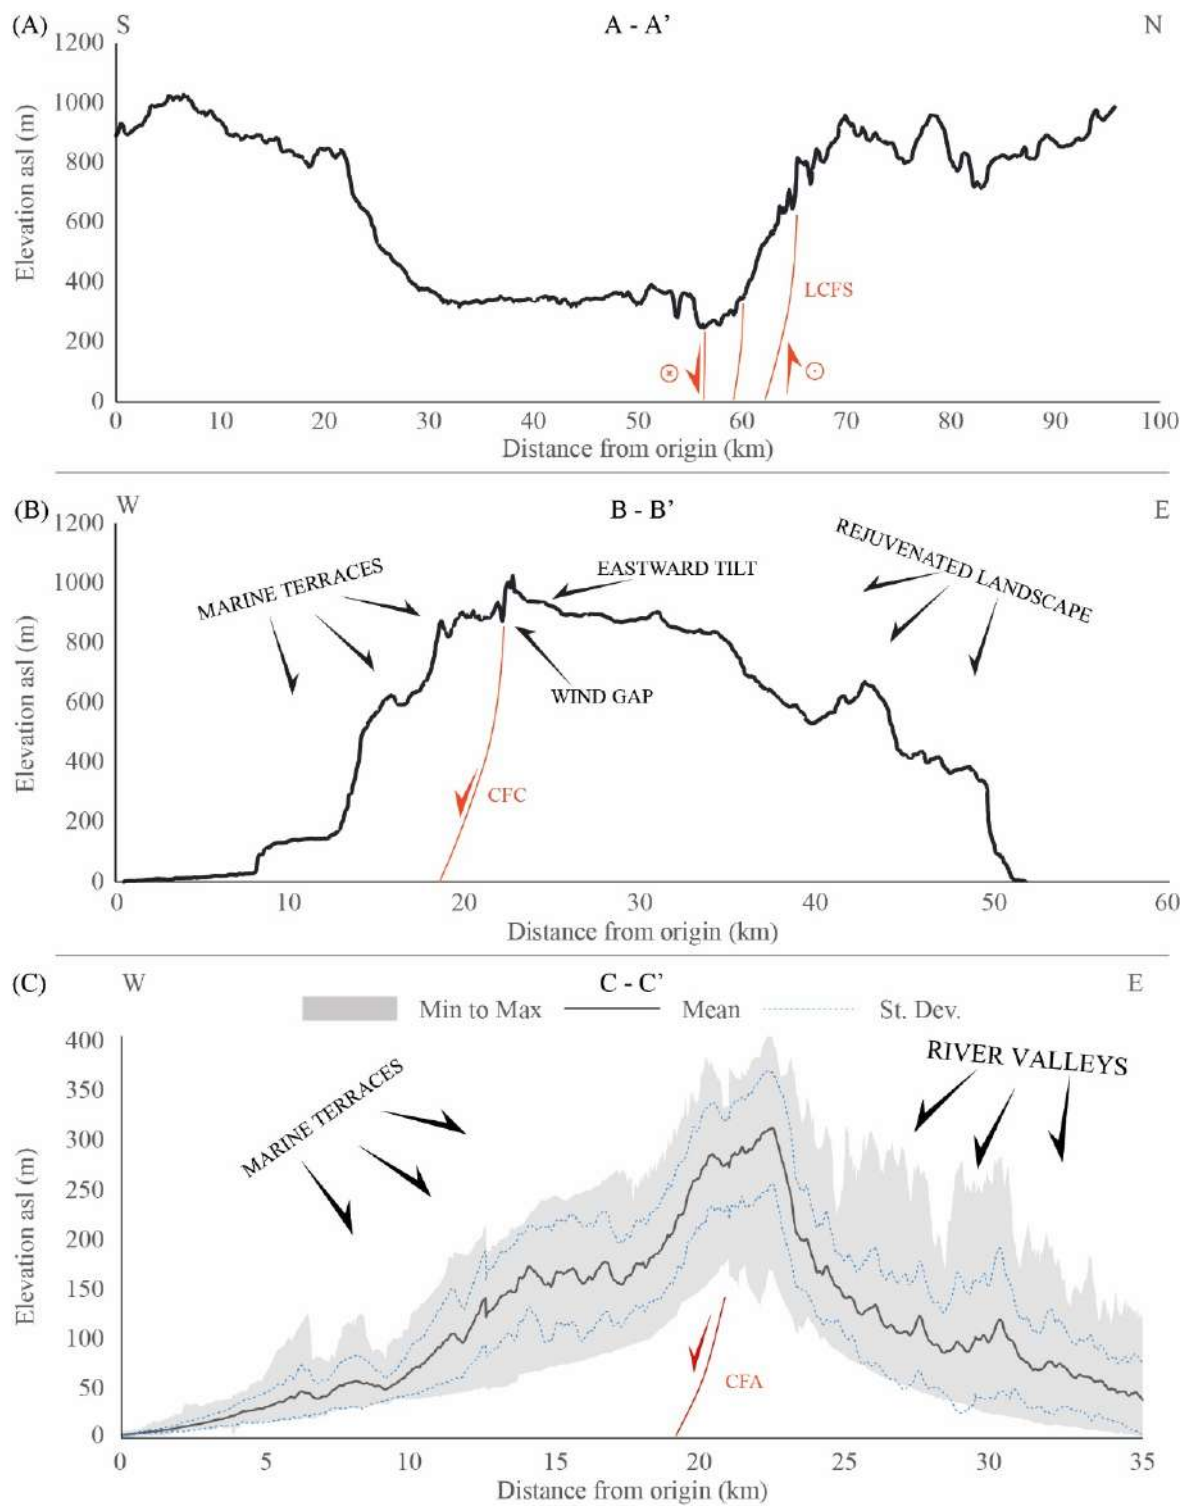 (A) S A - A’ N
1200
1000
800
600
400
200
0
Elevation asl (m)
LCFS
0 10 20 30 40 50 60 70 80 90 100
Distance from origin (km)
(B) W B - B’ E
1200
1000
800
600
400
200
0
Elevation asl (m)
MARINE TERRACES
EASTWARD TILT
WIND GAP
REJUVENATED LANDSCAPE
CFC
0 10 20 30 40 50 60
Distance from origin (km)
(C) W C - C’ E
Min to Max Mean St. Dev.
400
350
300
250
200
150
100
50
0
Elevation asl (m)
MARINE TERRACES
RIVER VALLEYS
CFA
0 5 10 15 20 25 30 35
Distance from origin (km)